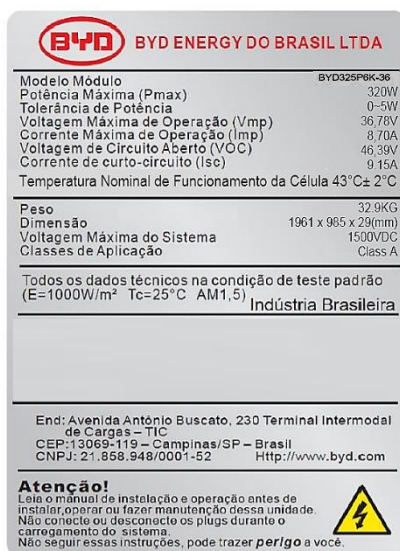 BYD BYD ENERGY DO BRASIL LTDA
Modelo Módulo BYD325P6K-36
Potência Máxima (Pmax) 320W
Tolerância de Potência 0~5W
Voltagem Máxima de Operação (Vmp) 36,78V
Corrente Máxima de Operação (Imp) 8,70A
Voltagem de Circuito Aberto (VOC) 46,39V
Corrente de curto-circuito (Isc) 9.15A
Temperatura Nominal de Funcionamento da Célula 43°C± 2°C
Peso 32.9KG
Dimensão 1961 x 985 x 29(mm)
Voltagem Máxima do Sistema 1500VDC
Classes de Aplicação Class A
Todos os dados técnicos na condição de teste padrão
(E=1000W/m² Tc=25°C AM1,5) Indústria Brasileira
End: Avenida Antônio Buscato, 230 Terminal Intermodal
de Cargas – TIC
CEP:13069-119 – Campinas/SP – Brasil
CNPJ: 21.858.948/0001-52 Http://www.byd.com
Atenção!
Leia o manual de instalação e operação antes de
instalar,operar ou fazer manutenção dessa unidade.
Não conecte ou desconecte os plugs durante o
carregamento do sistema.
Não seguir essas instruções, pode trazer perigo a você.